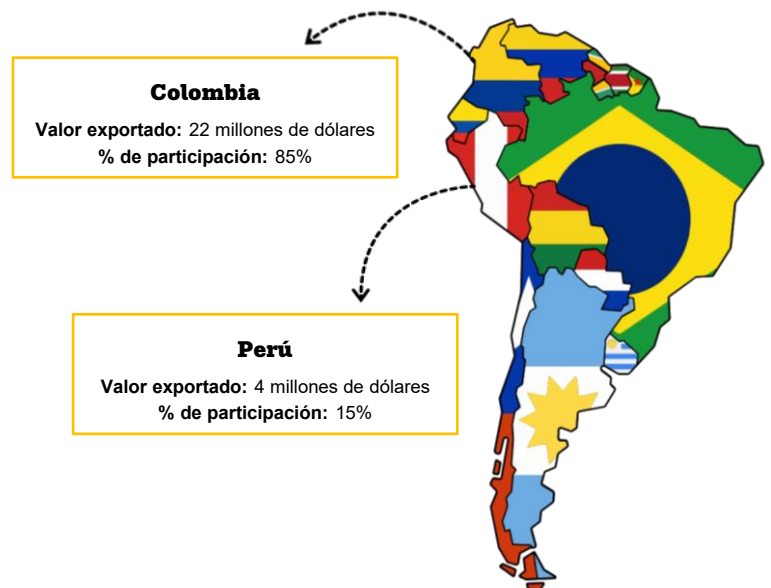 Colombia
Valor exportado: 22 millones de dólares
% de participación: 85%
Perú
Valor exportado: 4 millones de dólares
% de participación: 15%